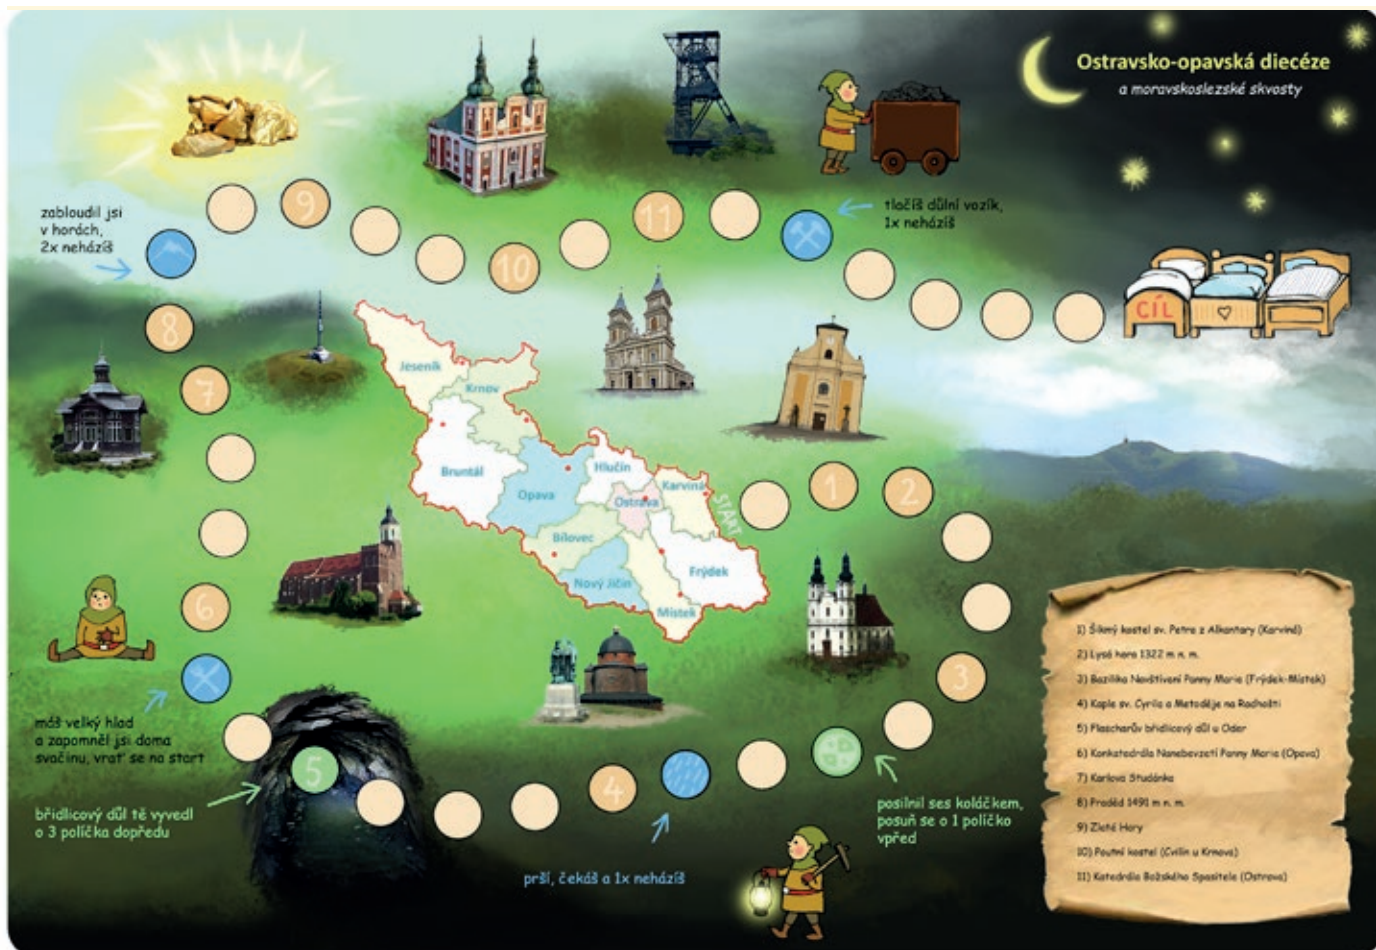 Ostravsko-opavská diecéze
a moravskoslezské skvosty
zabloudil jsi
v horách,
2x neházíš
9
10
11
tlačíš důlní vozík,
1x neházíš
CÍL
8
7
Jeseník
Krnov
Bruntál
Opava
Hlučín
Ostrava
Karviná
START
1
2
Bílovec
Nový Jičín
Frýdek
Místek
6
3
máš velký hlad
a zapomněl jsi doma
svačinu, vrať se na start
5
4
břidlicový důl tě vyvedl
o 3 políčka dopředu
prší, čekáš a 1x neházíš
posilnil ses koláčkem,
posuň se o 1 políčko
vpřed
1) Šikmý kostel sv. Petra z Alkantary (Karviná)
2) Lysá hora 1322 m n. m.
3) Bazilika Navštívení Panny Marie (Frýdek-Místek)
4) Kaple sv. Cyrila a Metoděje na Radhošti
5) Flascharův břidlicový důl u Oder
6) Konkatedrála Nanebevzetí Panny Marie (Opava)
7) Karlova Studánka
8) Praděd 1491 m n. m.
9) Zlaté Hory
10) Poutní kostel (Cvilín u Krnova)
11) Katedrála Božského Spasitele (Ostrava)